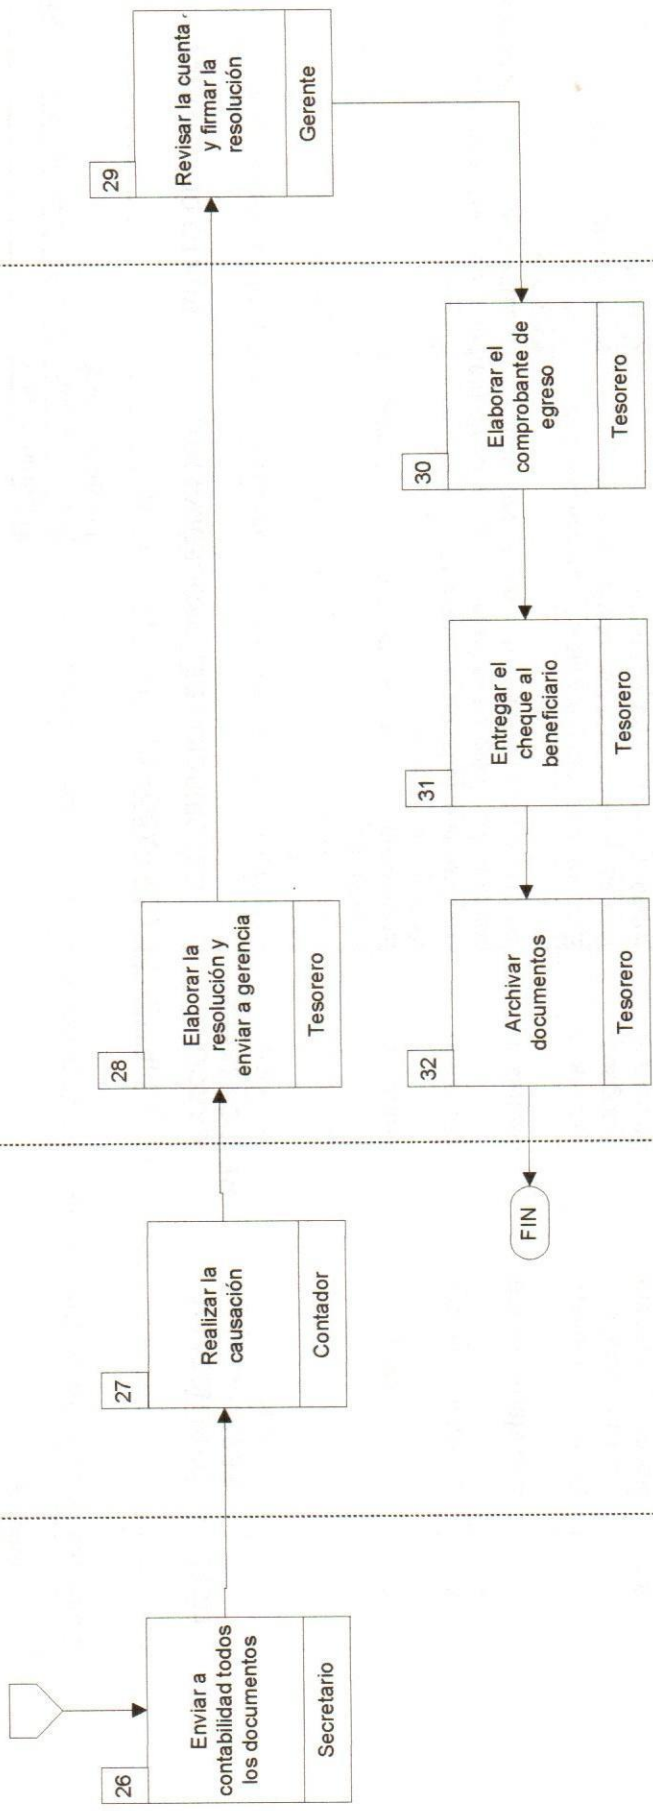 26
Enviar a
contabilidad todos
los documentos
Secretario
27
Realizar la
causación
Contador
28
Elaborar la
resolución y
enviar a gerencia
Tesorero
29
Revisar la cuenta
y firmar la
resolución
Gerente
30
Elaborar el
comprobante de
egreso
Tesorero
31
Entregar el
cheque al
beneficiario
Tesorero
32
Archivar
documentos
Tesorero
FIN